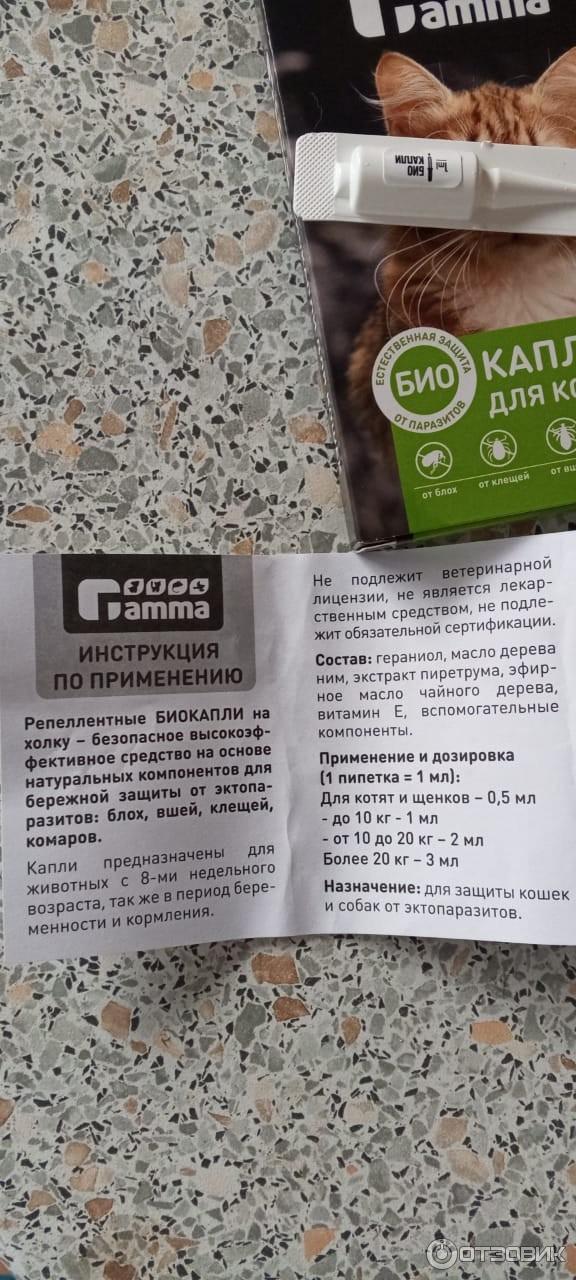 Gamma
1ml БИО
КАПЛИ
ЕСТЕСТВЕННАЯ ЗАЩИТА
БИО
ОТ ПАРАЗИТОВ
КАПЛ
ДЛЯ КО
от блох
от клещей
от вш
Gamma
ИНСТРУКЦИЯ
ПО ПРИМЕНЕНИЮ
Репеллентные БИОКАПЛИ на
холку – безопасное высокоэф-
фективное средство на основе
натуральных компонентов для
бережной защиты от эктопа-
разитов: блох, вшей, клещей,
комаров.
Капли предназначены для
животных с 8-ми недельного
возраста, так же в период бере-
менности и кормления.
Не подлежит ветеринарной
лицензии, не является лекар-
ственным средством, не подле-
жит обязательной сертификации.
Состав: гераниол, масло дерева
ним, экстракт пиретрума, эфир-
ное масло чайного дерева,
витамин Е, вспомогательные
компоненты.
Применение и дозировка
(1 пипетка = 1 мл):
Для котят и щенков – 0,5 мл
- до 10 кг - 1 мл
- от 10 до 20 кг – 2 мл
Более 20 кг – 3 мл
Назначение: для защиты кошек
и собак от эктопаразитов.
ОТЗОВИК